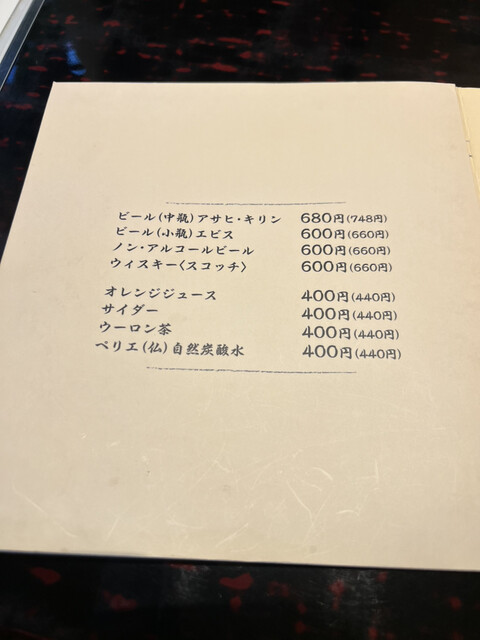 ビール(中瓶)アサヒ・キリン 680円(748円)
ビール(小瓶)エビス 600円(660円)
ノン・アルコールビール 600円(660円)
ウィスキー〈スコッチ〉 600円(660円)
オレンジジュース 400円(440円)
サイダー 400円(440円)
ウーロン茶 400円(440円)
ペリエ(仏)自然炭酸水 400円(440円)